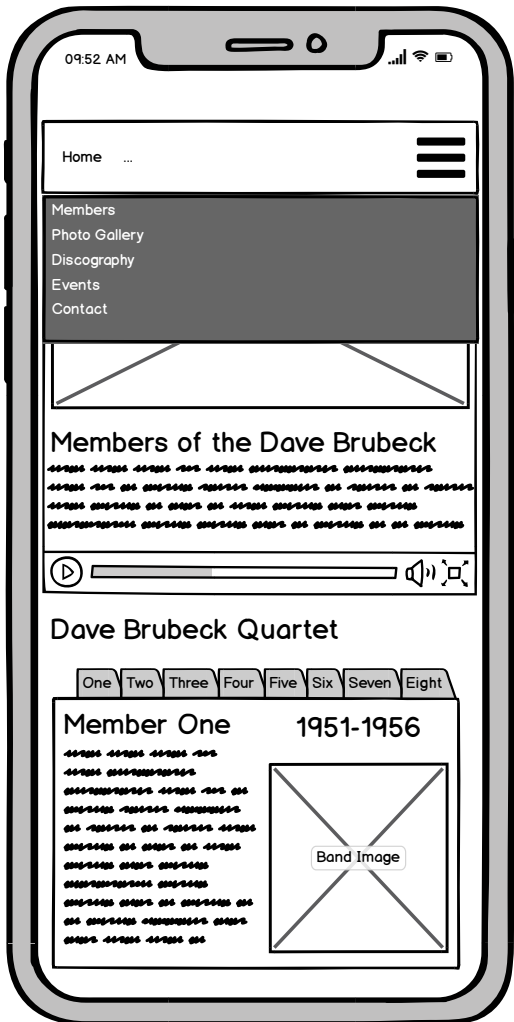 09:52 AM
Home ...
Members
Photo Gallery
Discography
Events
Contact
Members of the Dave Brubeck
Dave Brubeck Quartet
One Two Three Four Five Six Seven Eight
Member One 1951-1956
Band Image